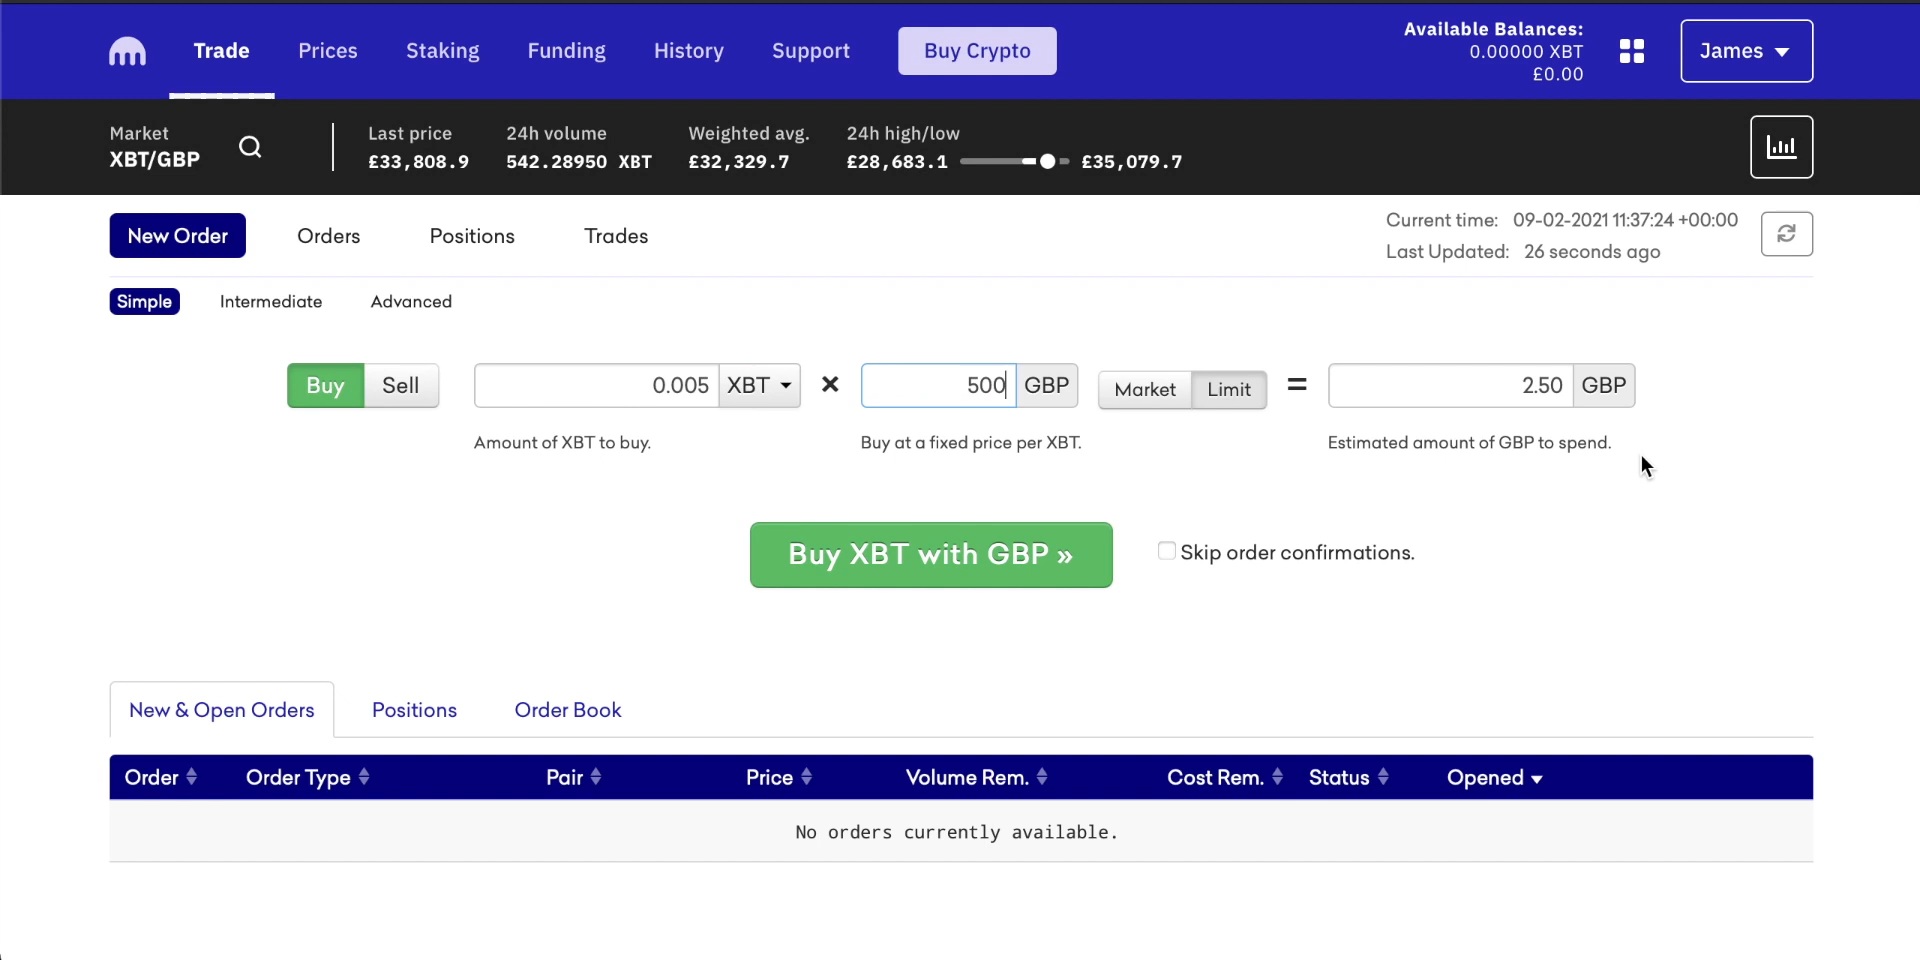 Trade Prices Staking Funding History Support Buy Crypto
Available Balances:
0.00000 XBT
£0.00
James
Market
XBT/GBP
Last price
£33,808.9
24h volume
542.28950 XBT
Weighted avg.
£32,329.7
24h high/low
£28,683.1 £35,079.7
New Order Orders Positions Trades
Current time: 09-02-2021 11:37:24 +00:00
Last Updated: 26 seconds ago
Simple Intermediate Advanced
Buy Sell 0.005 XBT × 500 GBP Market Limit = 2.50 GBP
Amount of XBT to buy. Buy at a fixed price per XBT. Estimated amount of GBP to spend.
Buy XBT with GBP » Skip order confirmations.
New & Open Orders Positions Order Book
Order Order Type Pair Price Volume Rem. Cost Rem. Status Opened
No orders currently available.